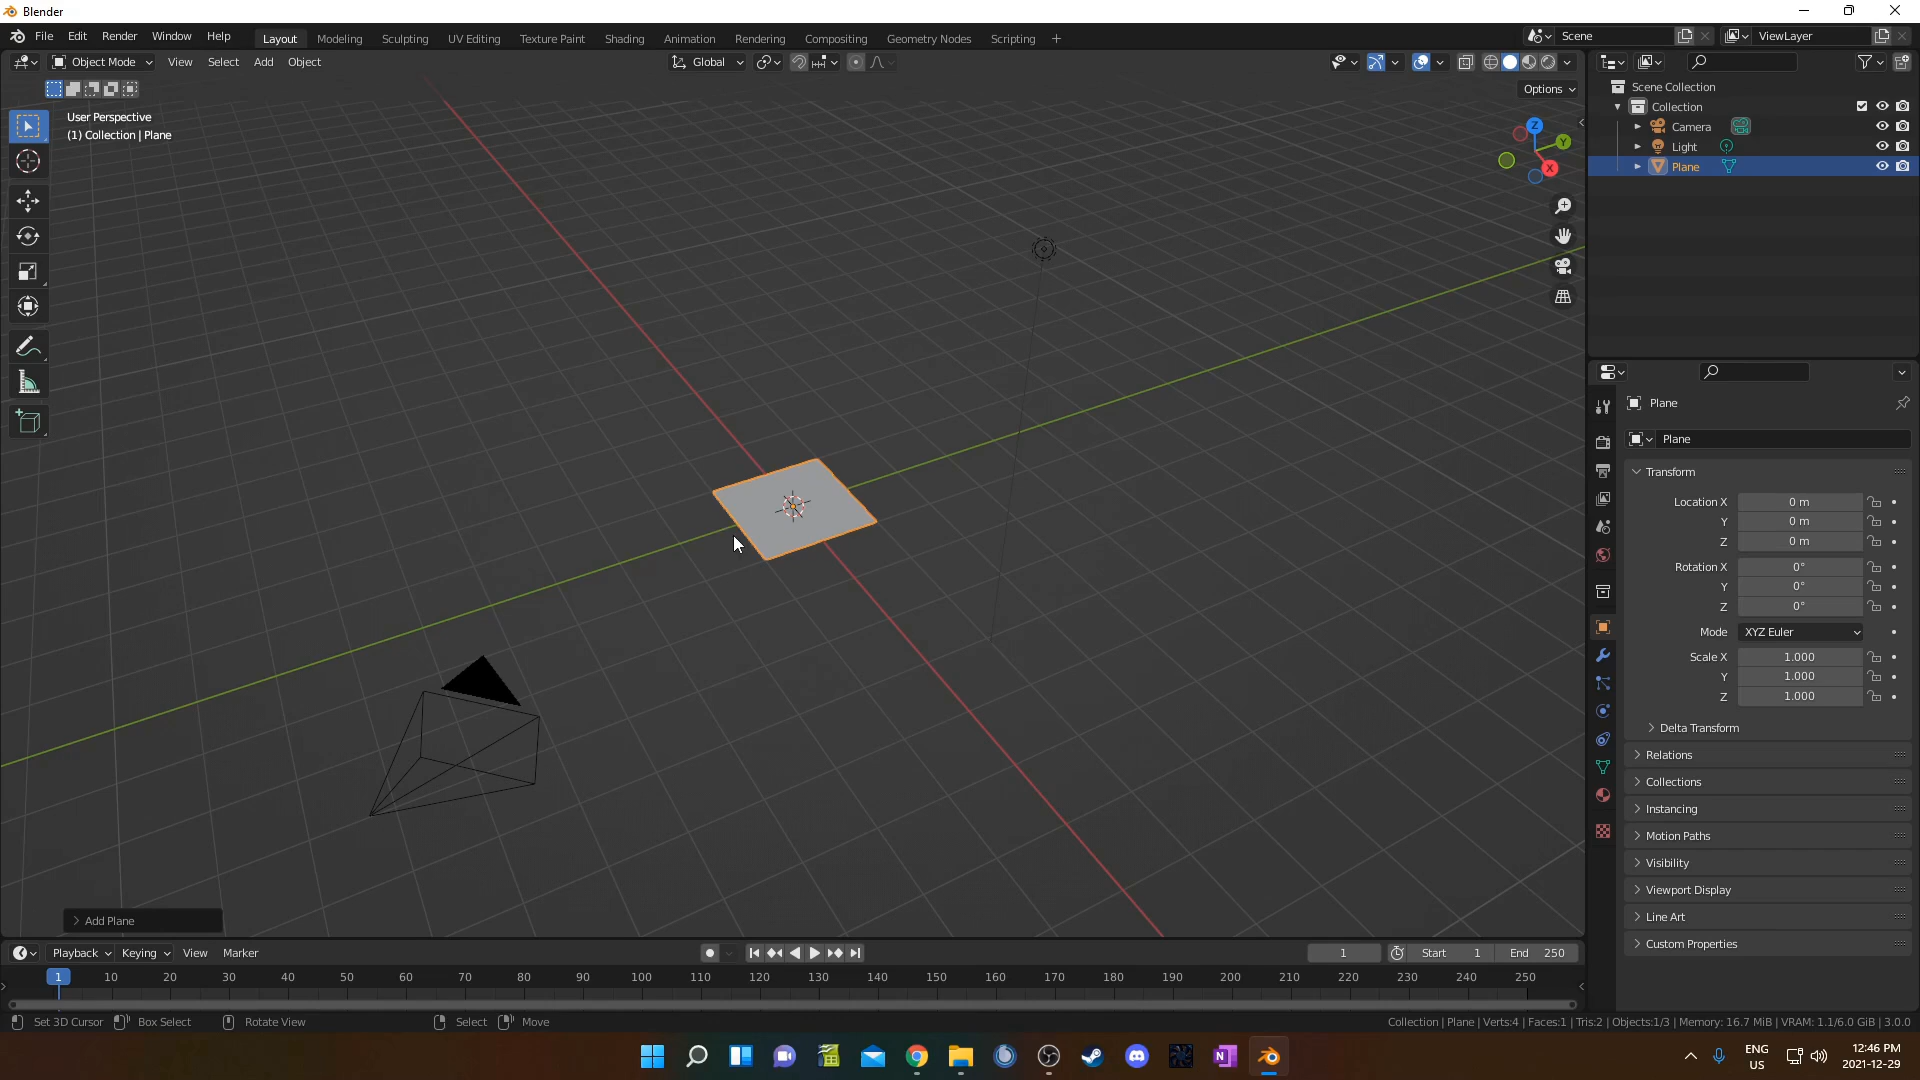 Blender
File Edit Render Window Help Layout Modeling Sculpting UV Editing Texture Paint Shading Animation Rendering Compositing Geometry Nodes Scripting + Scene ViewLayer
Object Mode View Select Add Object Global
Options
User Perspective
(1) Collection | Plane
Z
Y
X
Add Plane
Scene Collection
Collection
Camera
Light
Plane
Plane
Plane
Transform
Location X 0 m
Y 0 m
Z 0 m
Rotation X 0°
Y 0°
Z 0°
Mode XYZ Euler
Scale X 1.000
Y 1.000
Z 1.000
Delta Transform
Relations
Collections
Instancing
Motion Paths
Visibility
Viewport Display
Line Art
Custom Properties
Playback Keying View Marker 1 Start 1 End 250
1 10 20 30 40 50 60 70 80 90 100 110 120 130 140 150 160 170 180 190 200 210 220 230 240 250
Set 3D Cursor Box Select Rotate View Select Move Collection | Plane | Verts:4 | Faces:1 | Tris:2 | Objects:1/3 | Memory: 16.7 MiB | VRAM: 1.1/6.0 GiB | 3.0.0
ENG
US
12:46 PM
2021-12-29